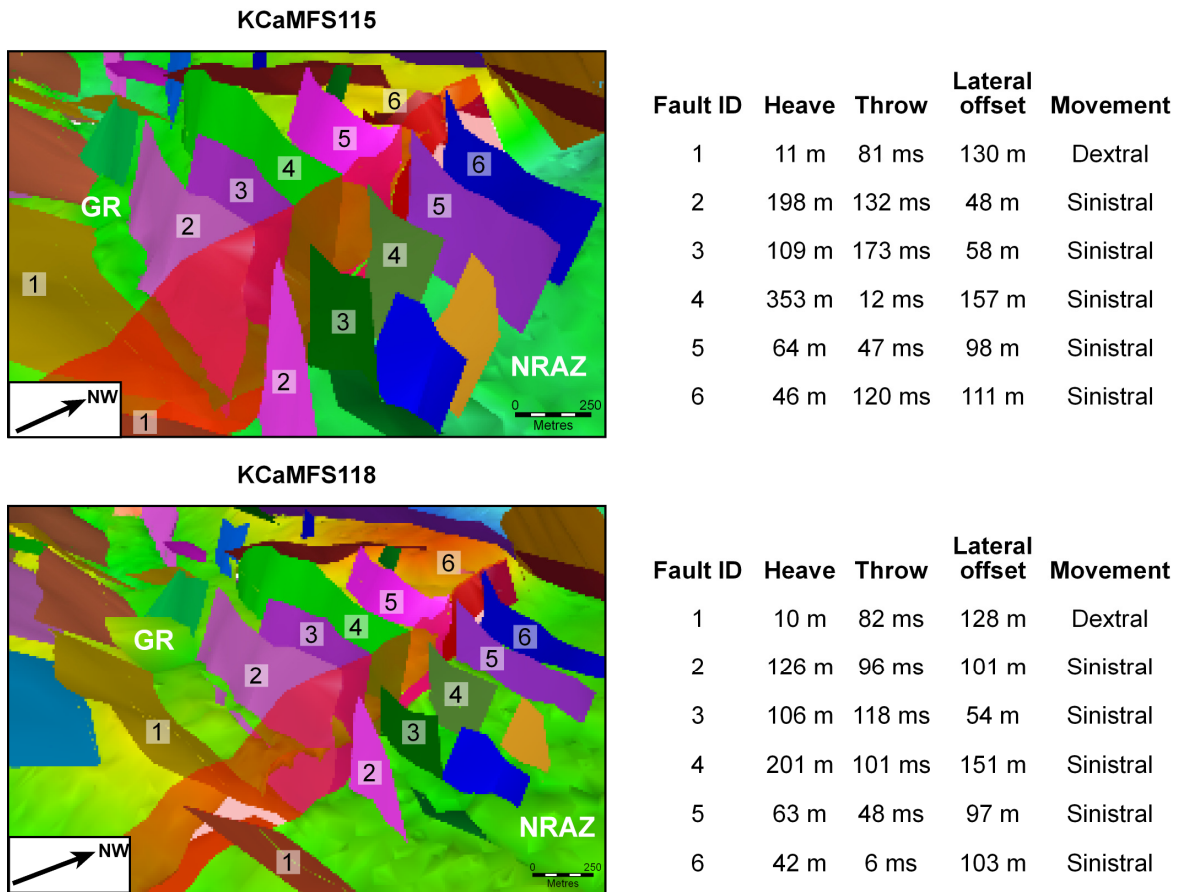 KCaMFS115
6
5
6
4
3
5
GR
2
4
1
3
NRAZ
2
NW
1
0 250
Metres
Lateral
Fault ID Heave Throw offset Movement
1 11 m 81 ms 130 m Dextral
2 198 m 132 ms 48 m Sinistral
3 109 m 173 ms 58 m Sinistral
4 353 m 12 ms 157 m Sinistral
5 64 m 47 ms 98 m Sinistral
6 46 m 120 ms 111 m Sinistral
KCaMFS118
6
5
6
3 4
GR
5
2
4
1
3
2
NRAZ
NW
1
0 250
Metres
Lateral
Fault ID Heave Throw offset Movement
1 10 m 82 ms 128 m Dextral
2 126 m 96 ms 101 m Sinistral
3 106 m 118 ms 54 m Sinistral
4 201 m 101 ms 151 m Sinistral
5 63 m 48 ms 97 m Sinistral
6 42 m 6 ms 103 m Sinistral